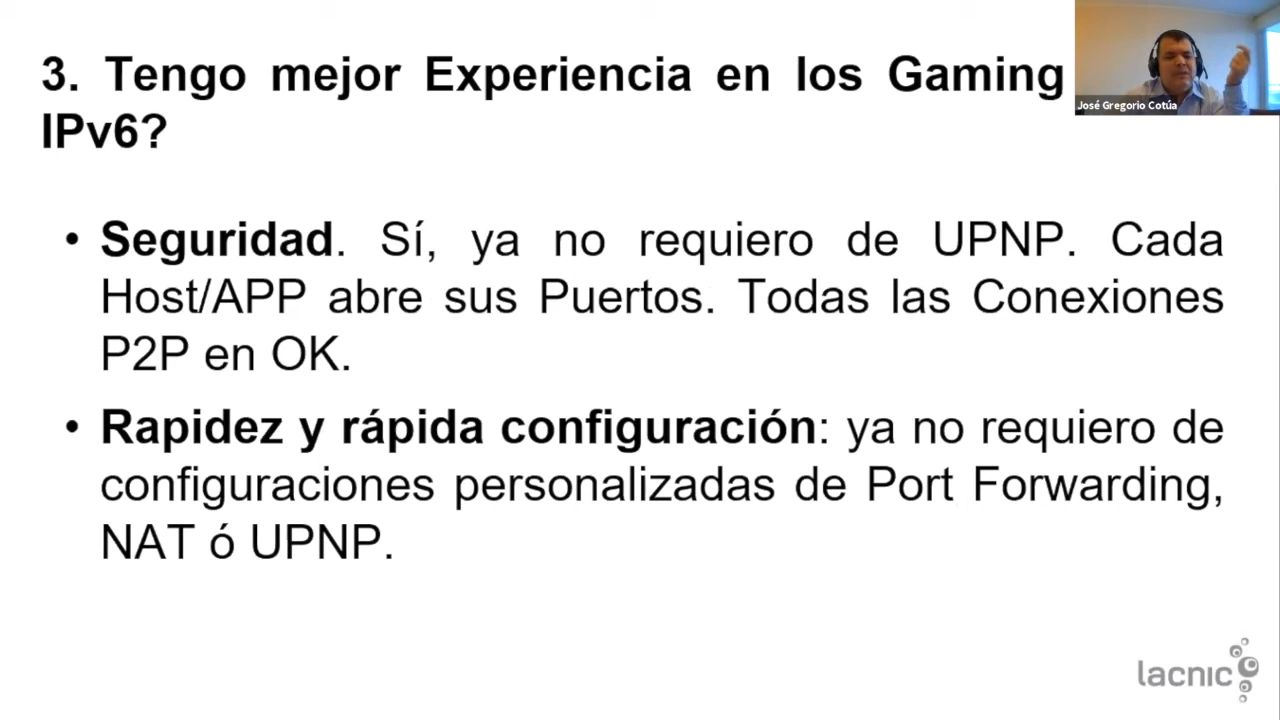 3. Tengo mejor Experiencia en los Gaming
IPv6?
José Gregorio Cotúa
• Seguridad. Sí, ya no requiero de UPNP. Cada
Host/APP abre sus Puertos. Todas las Conexiones
P2P en OK.
• Rapidez y rápida configuración: ya no requiero de
configuraciones personalizadas de Port Forwarding,
NAT ó UPNP.
lacnic